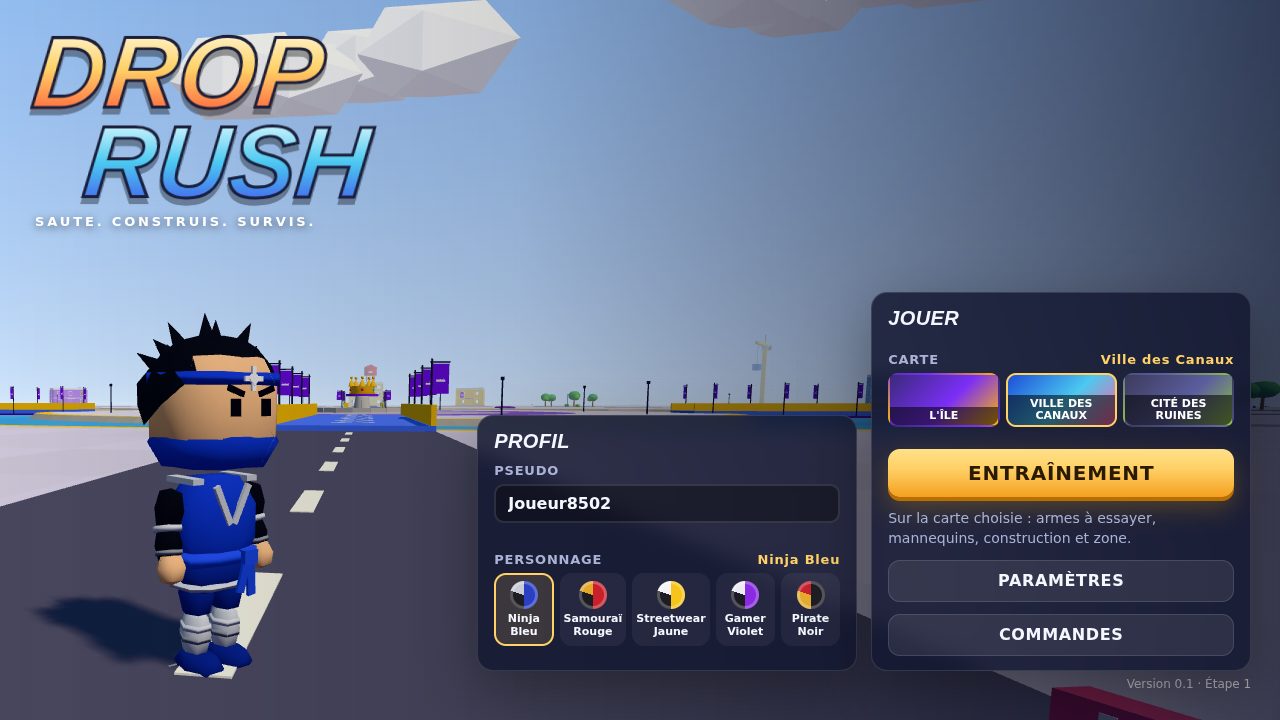 DROP
RUSH
SAUTE. CONSTRUIS. SURVIS.
PROFIL
PSEUDO
Joueur8502
PERSONNAGE
Ninja Bleu
Ninja
Bleu
Samouraï
Rouge
Streetwear
Jaune
Gamer
Violet
Pirate
Noir
JOUER
CARTE
Ville des Canaux
L'ÎLE
VILLE DES
CANAUX
CITÉ DES
RUINES
ENTRAÎNEMENT
Sur la carte choisie : armes à essayer,
mannequins, construction et zone.
PARAMÈTRES
COMMANDES
Version 0.1 · Étape 1